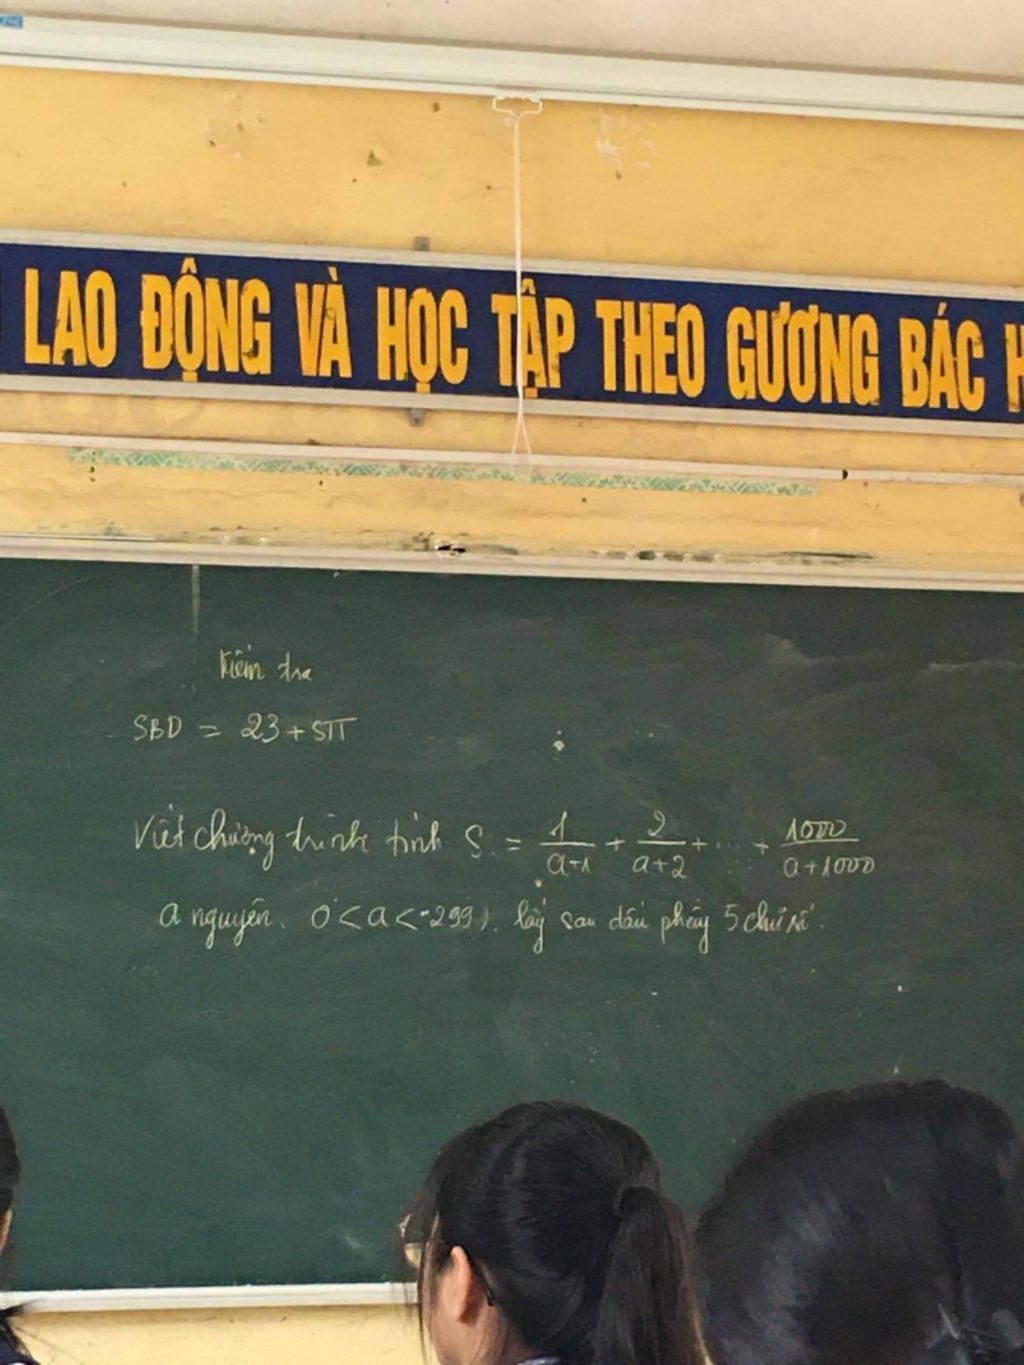 LAO ĐỘNG VÀ HỌC TẬP THEO GƯƠNG BÁC H
Kiểm tra
SBD = 23 + STT
Viết chương trình tính S = 1/(a+1) + 2/(a+2) + ... + 1000/(a+1000)
a nguyên, 0 < a < 299). lấy sau dấu phẩy 5 chữ số.